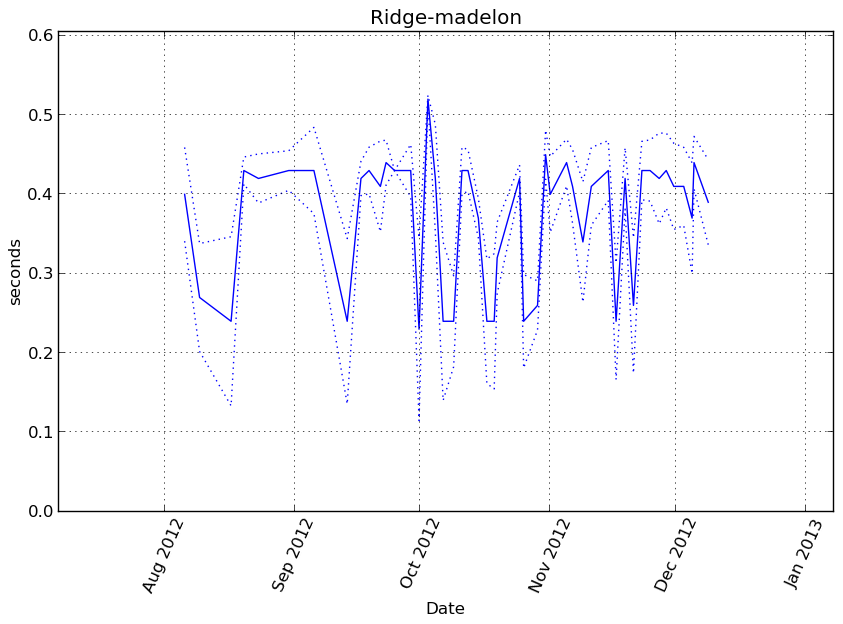 Ridge-madelon
0.6
0.5
0.4
0.3
0.2
0.1
0.0
seconds
Aug 2012
Sep 2012
Oct 2012
Nov 2012
Dec 2012
Jan 2013
Date